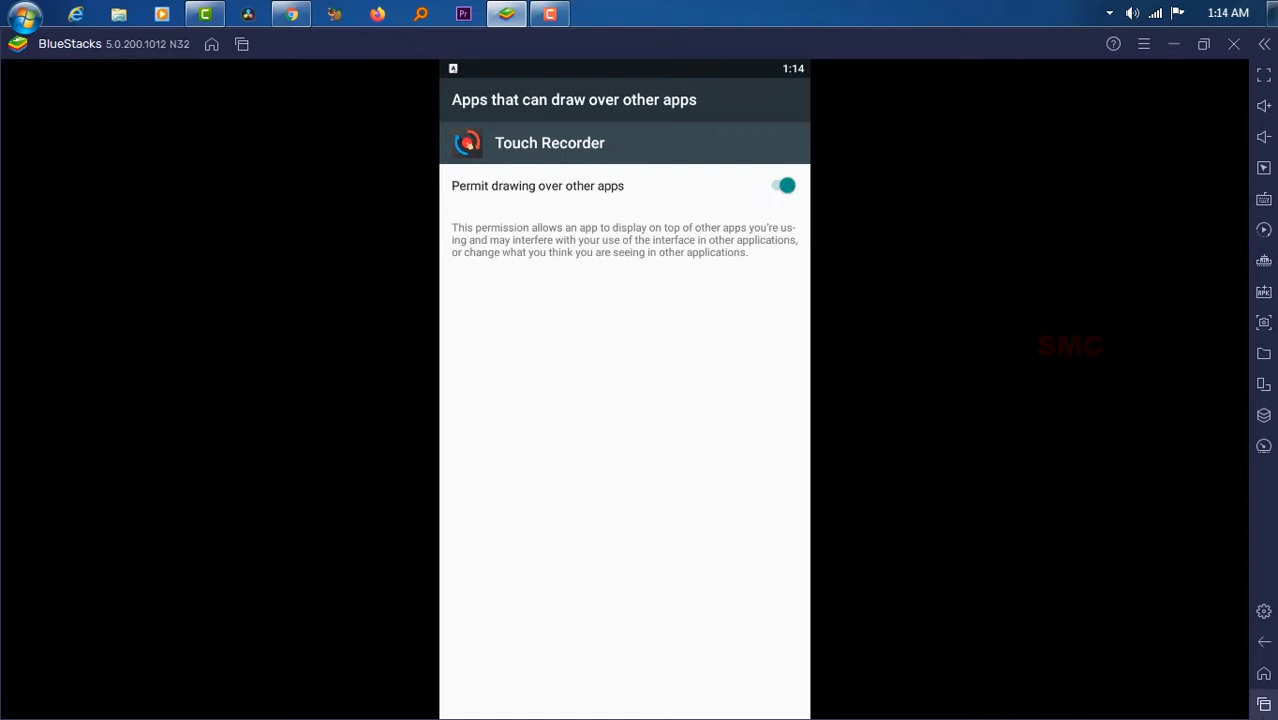 1:14 AM
BlueStacks 5.0.200.1012 N32
1:14
Apps that can draw over other apps
Touch Recorder
Permit drawing over other apps
This permission allows an app to display on top of other apps you're us-
ing and may interfere with your use of the interface in other applications,
or change what you think you are seeing in other applications.
SMC